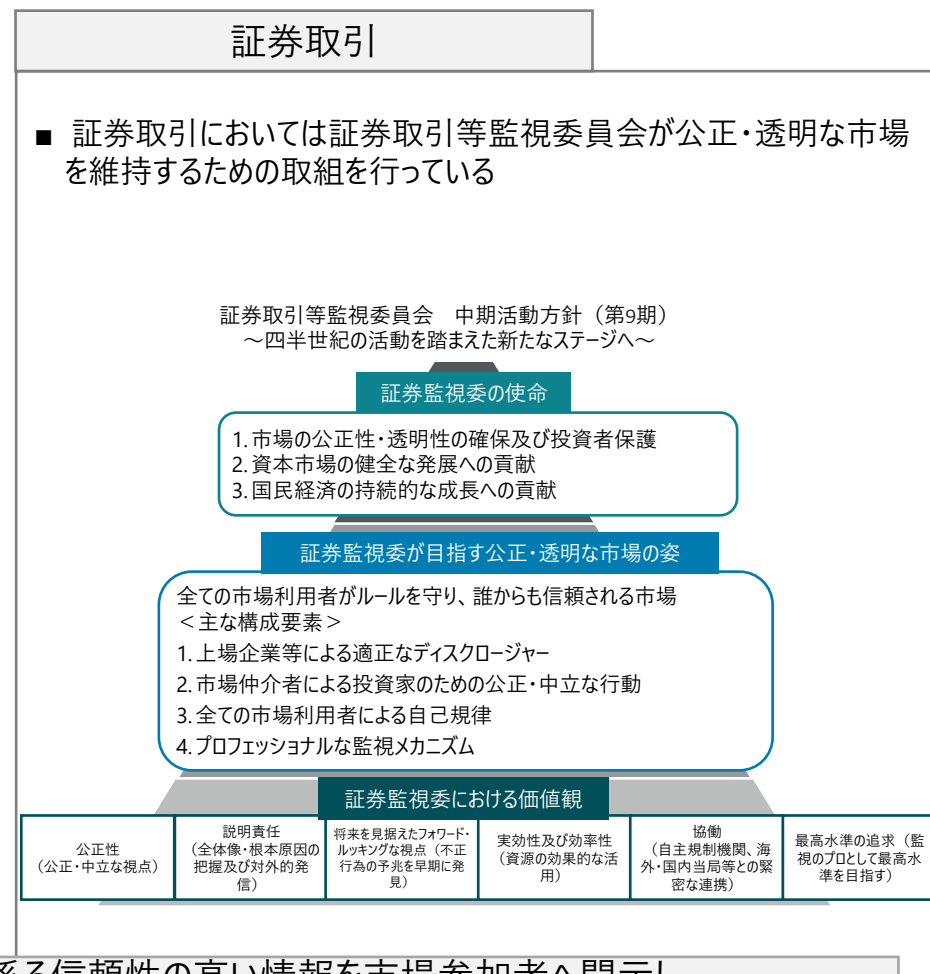 証券取引
■ 証券取引においては証券取引等監視委員会が公正・透明な市場
を維持するための取組を行っている
証券取引等監視委員会　中期活動方針（第9期）
～四半世紀の活動を踏まえた新たなステージへ～
証券監視委の使命
1. 市場の公正性・透明性の確保及び投資者保護
2. 資本市場の健全な発展への貢献
3. 国民経済の持続的な成長への貢献
証券監視委が目指す公正・透明な市場の姿
全ての市場利用者がルールを守り、誰からも信頼される市場
＜主な構成要素＞
1. 上場企業等による適正なディスクロージャー
2. 市場仲介者による投資家のための公正・中立な行動
3. 全ての市場利用者による自己規律
4. プロフェッショナルな監視メカニズム
証券監視委における価値観
公正性
（公正・中立な視点）
説明責任
（全体像・根本原因の
把握及び対外的発
信）
将来を見据えたフォワード・
ルッキングな視点（不正
行為の予兆を早期に発
見）
実効性及び効率性
（資源の効果的な活
用）
協働
（自主規制機関、海
外・国内当局等との緊
密な連携）
最高水準の追求（監
視のプロとして最高水
準を目指す）
係る信頼性の高い情報を市場参加者へ開示し